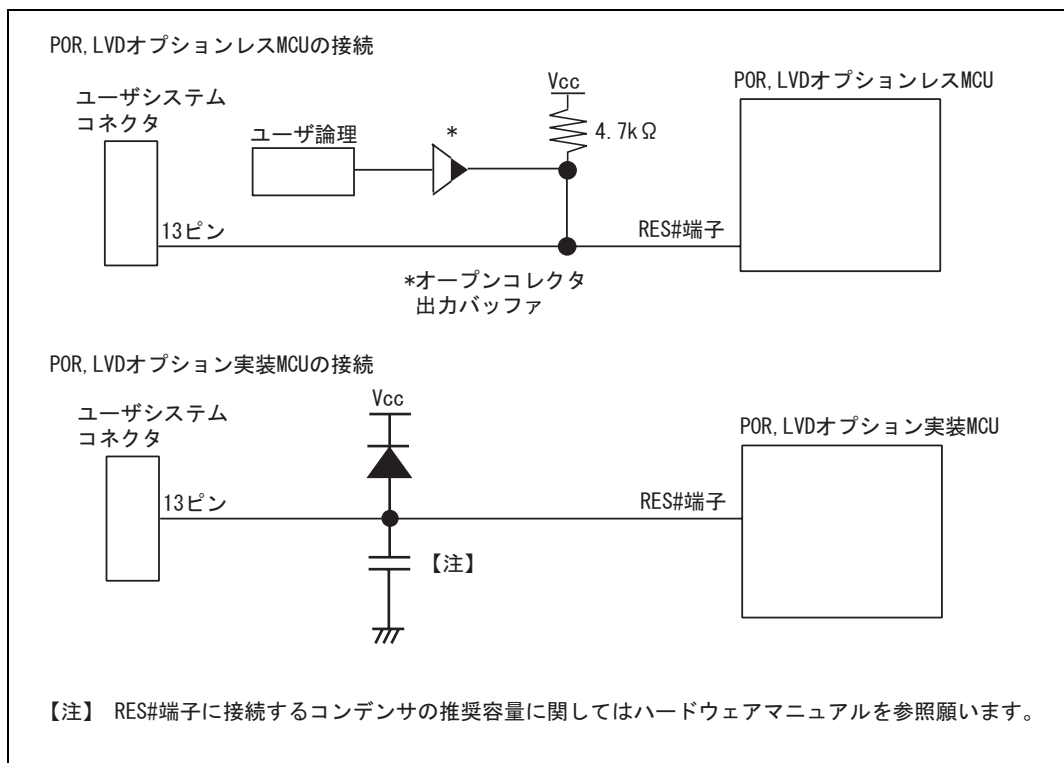 POR,LVDオプションレスMCUの接続
ユーザシステム
コネクタ
ユーザ論理
*
Vcc
4.7kΩ
POR,LVDオプションレスMCU
13ピン
RES#端子
*オープンコレクタ
出力バッファ
POR,LVDオプション実装MCUの接続
ユーザシステム
コネクタ
Vcc
POR,LVDオプション実装MCU
13ピン
RES#端子
【注】
【注】 RES#端子に接続するコンデンサの推奨容量に関してはハードウェアマニュアルを参照願います。